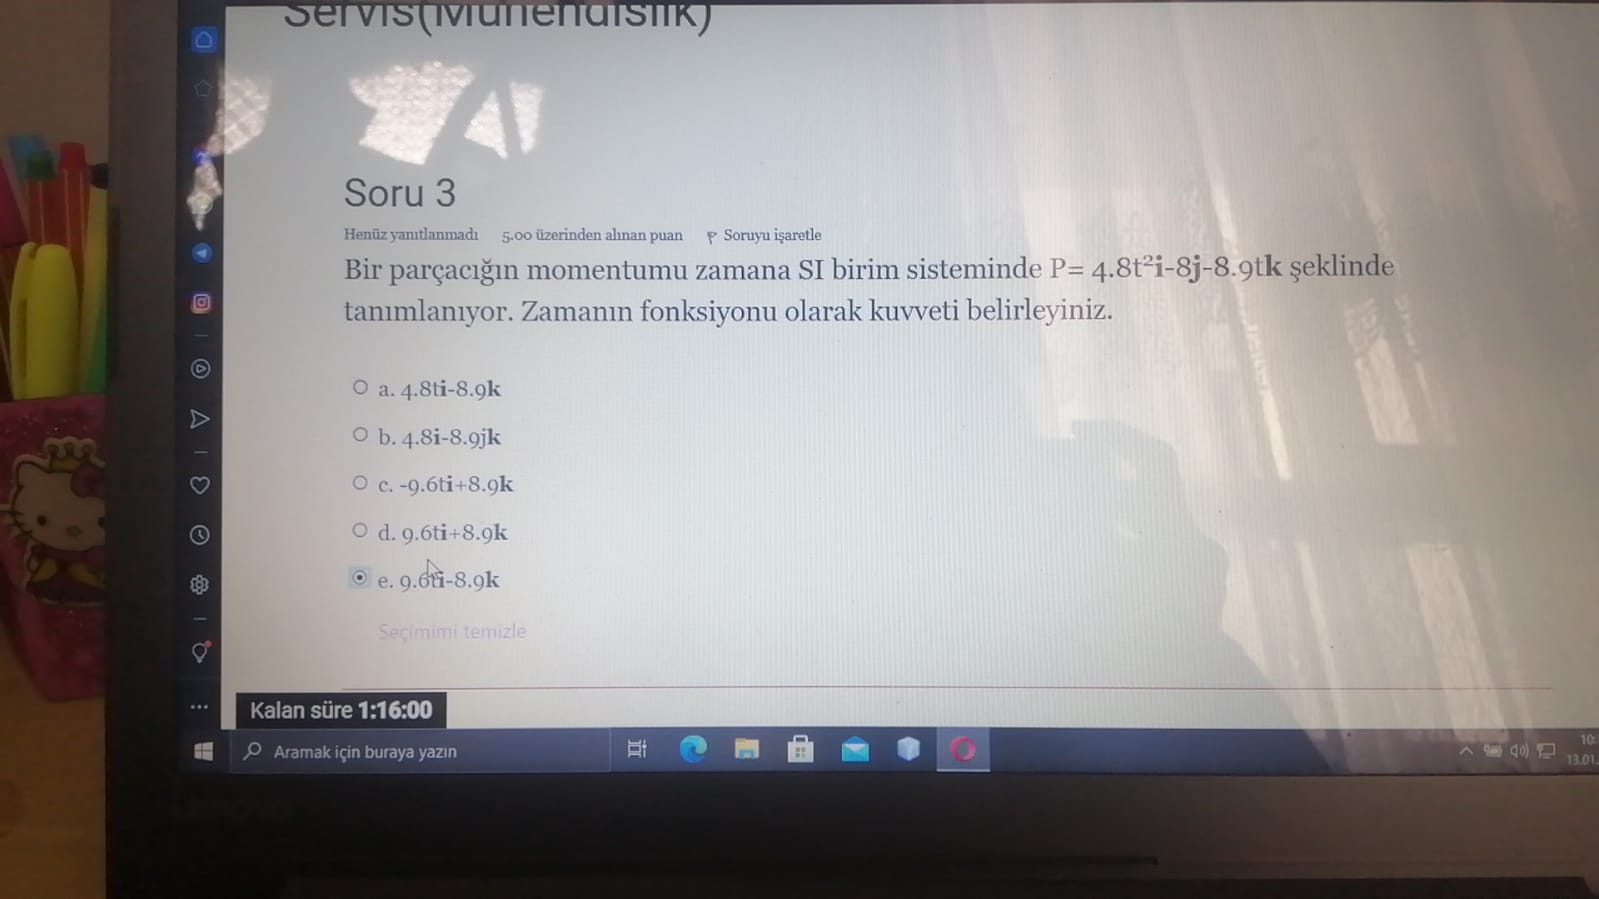 Servis(Mühendislik)
Soru 3
Henüz yanıtlanmadı 5.00 üzerinden alınan puan Soruyu işaretle
Bir parçacığın momentumu zamana SI birim sisteminde P= 4.8t²i-8j-8.9tk şeklinde
tanımlanıyor. Zamanın fonksiyonu olarak kuvveti belirleyiniz.
a. 4.8ti-8.9k
b. 4.8i-8.9jk
c. -9.6ti+8.9k
d. 9.6ti+8.9k
e. 9.6ti-8.9k
Seçimimi temizle
Kalan süre 1:16:00
Aramak için buraya yazın
10:
13.01.